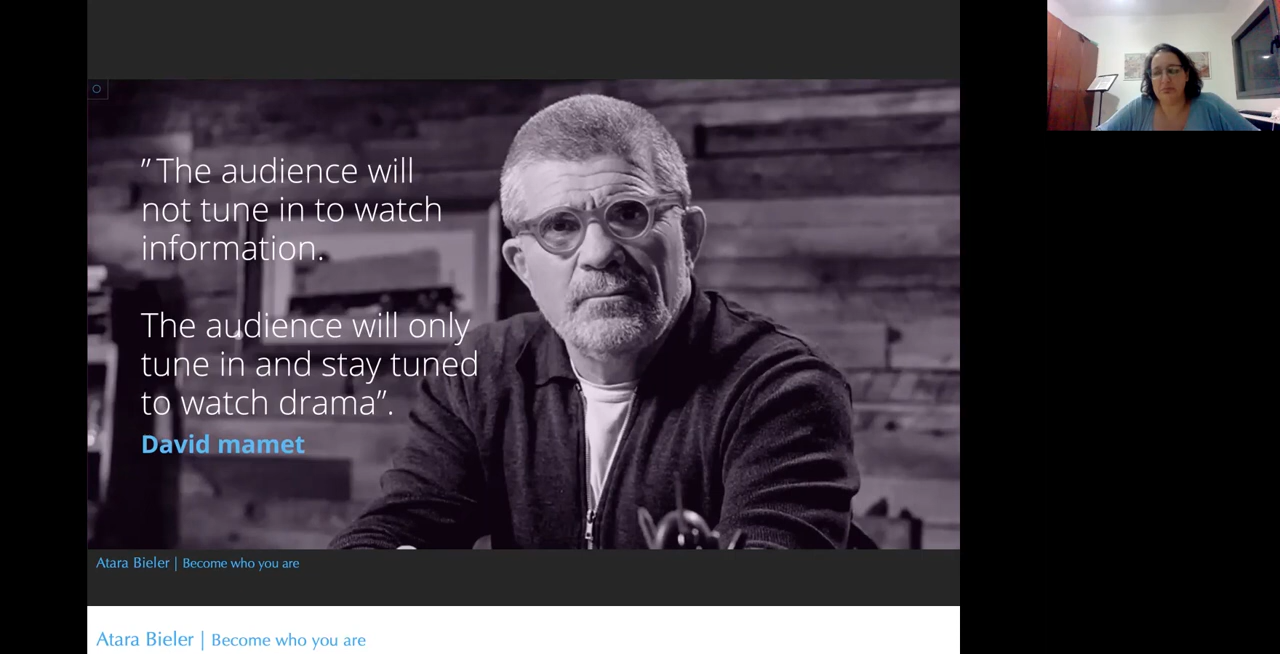 ” The audience will
not tune in to watch
information.
The audience will only
tune in and stay tuned
to watch drama”.
David mamet
Atara Bieler | Become who you are
Atara Bieler | Become who you are